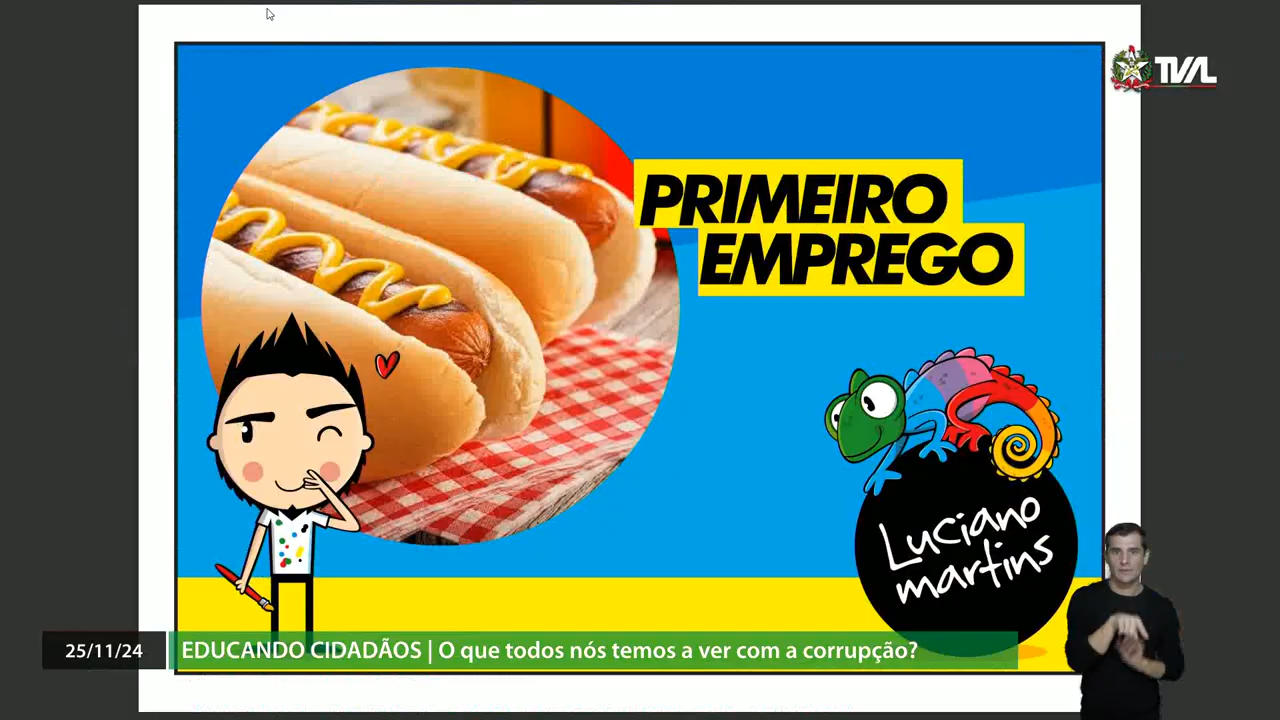 TVAL
PRIMEIRO
EMPREGO
Luciano
martins
25/11/24
EDUCANDO CIDADÃOS | O que todos nós temos a ver com a corrupção?